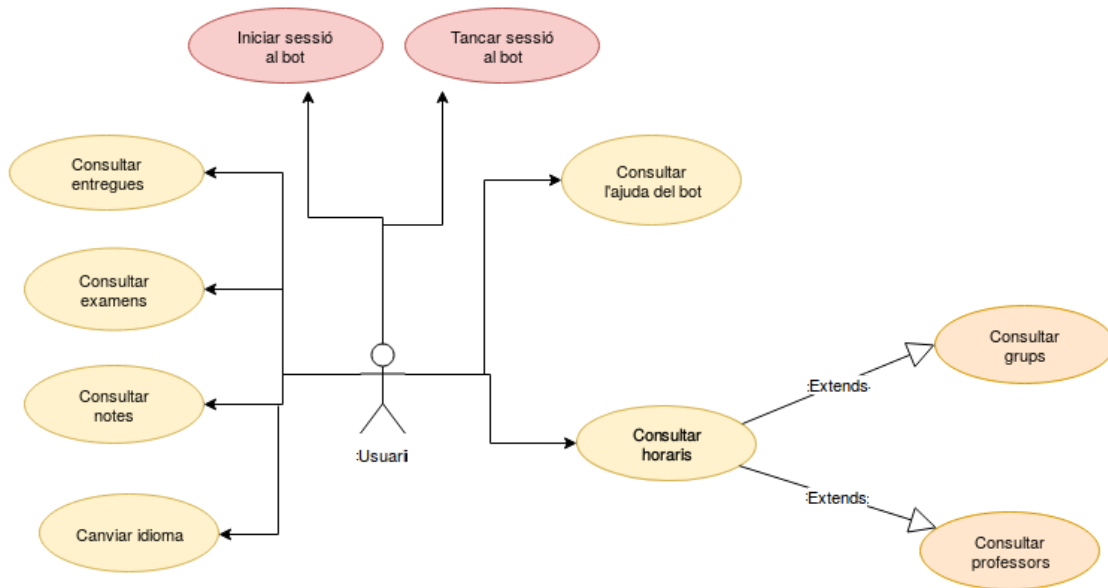 Iniciar sessió
al bot
Tancar sessió
al bot
Consultar
entregues
Consultar
l'ajuda del bot
Consultar
examens
Consultar
grups
:Extends
Consultar
notes
:Usuari
Consultar
horaris
:Extends:
Canviar idioma
Consultar
professors